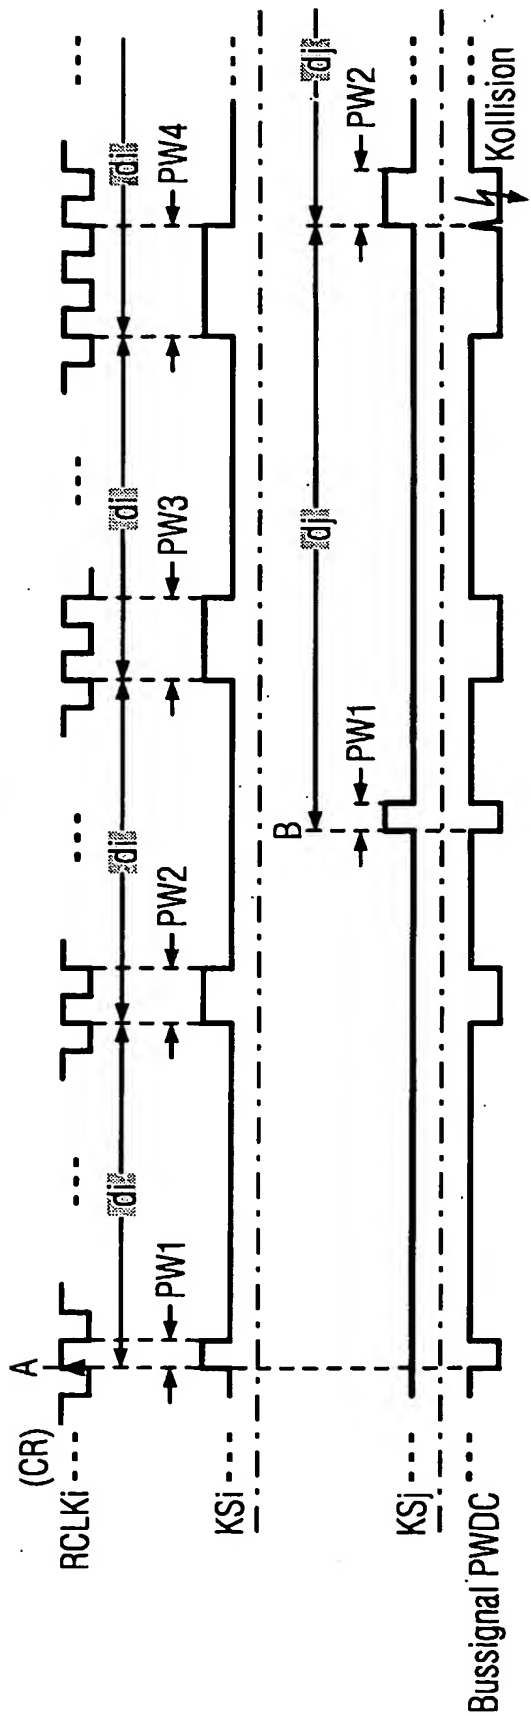 A
(CR)
RCLKi
di
di
di
di
PW1
PW2
PW3
PW4
KSi
B
dj
dj
PW1
PW2
KSj
Bussignal PWDC
Kollision